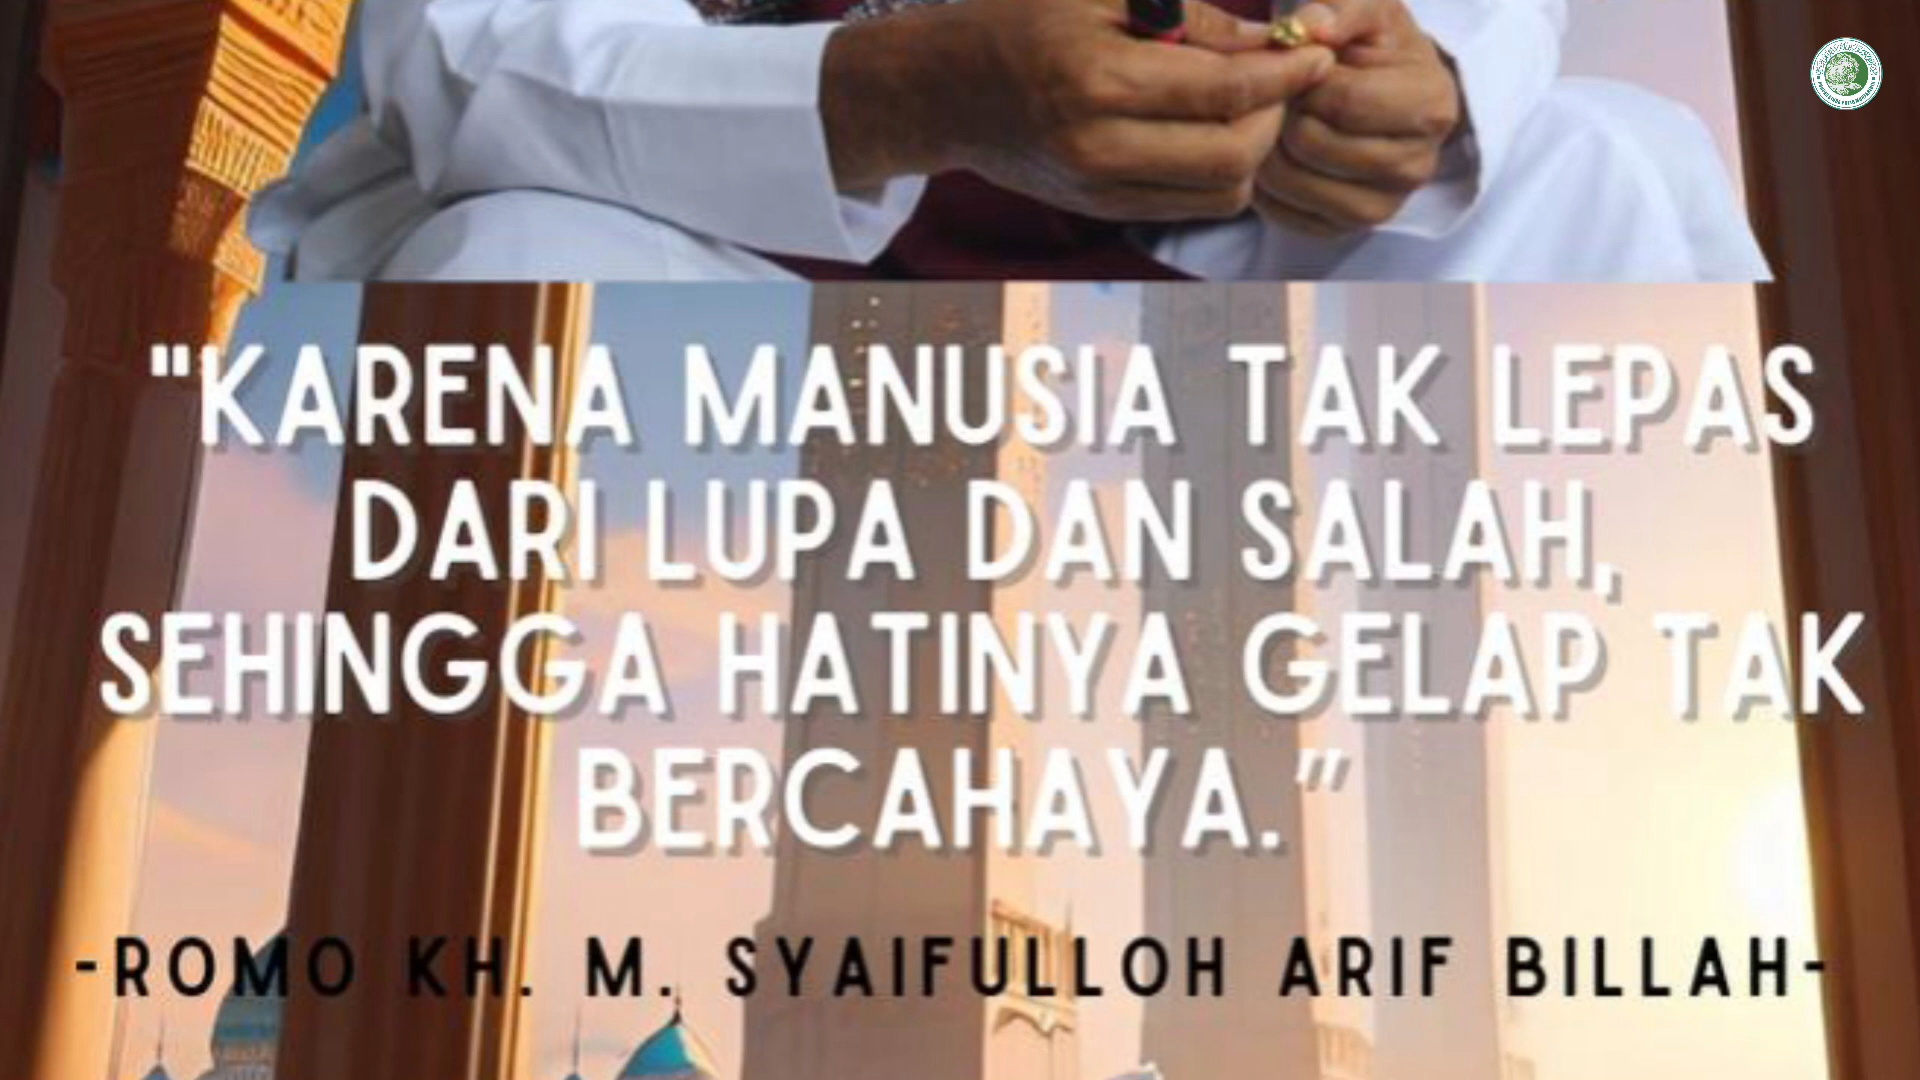 "KARENA MANUSIA TAK LEPAS
DARI LUPA DAN SALAH,
SEHINGGA HATINYA GELAP TAK
BERCAHAYA."
-ROMO KH. M. SYAIFULLOH ARIF BILLAH-